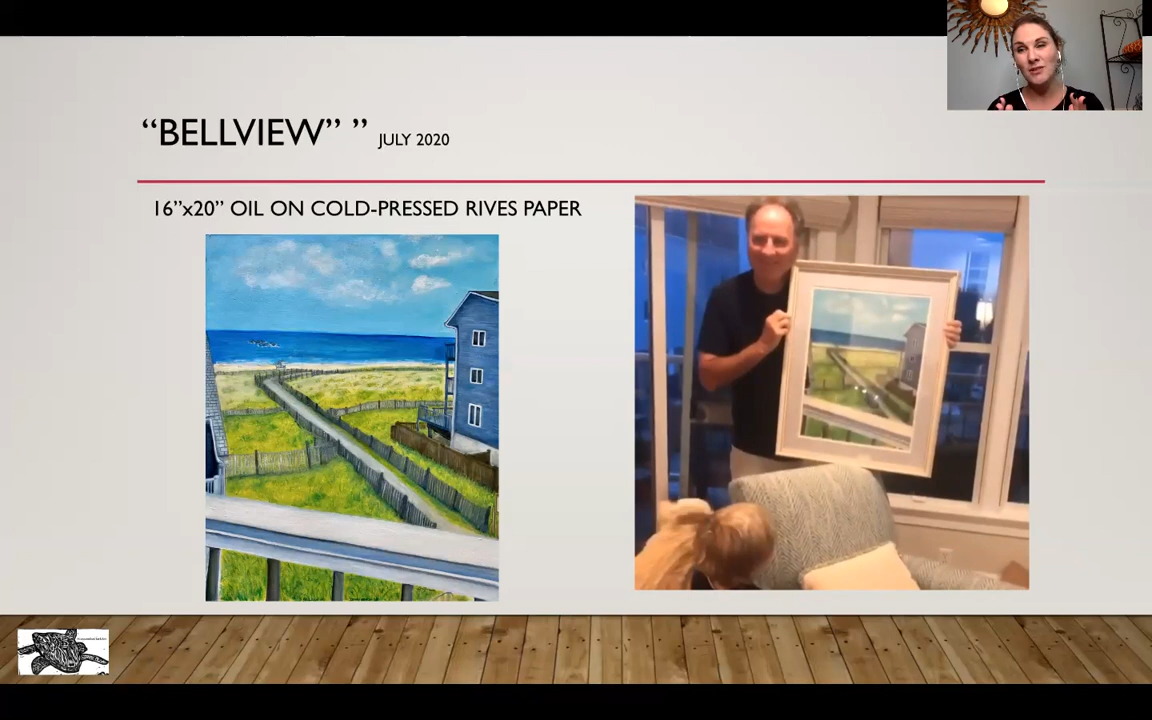 “BELLVIEW” ” JULY 2020
16”x20” OIL ON COLD-PRESSED RIVES PAPER